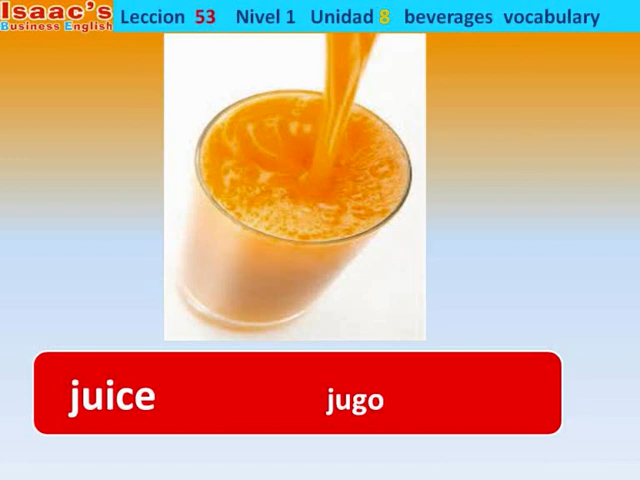 Isaac's
Business English
Leccion 53 Nivel 1 Unidad 8 beverages vocabulary
juice jugo